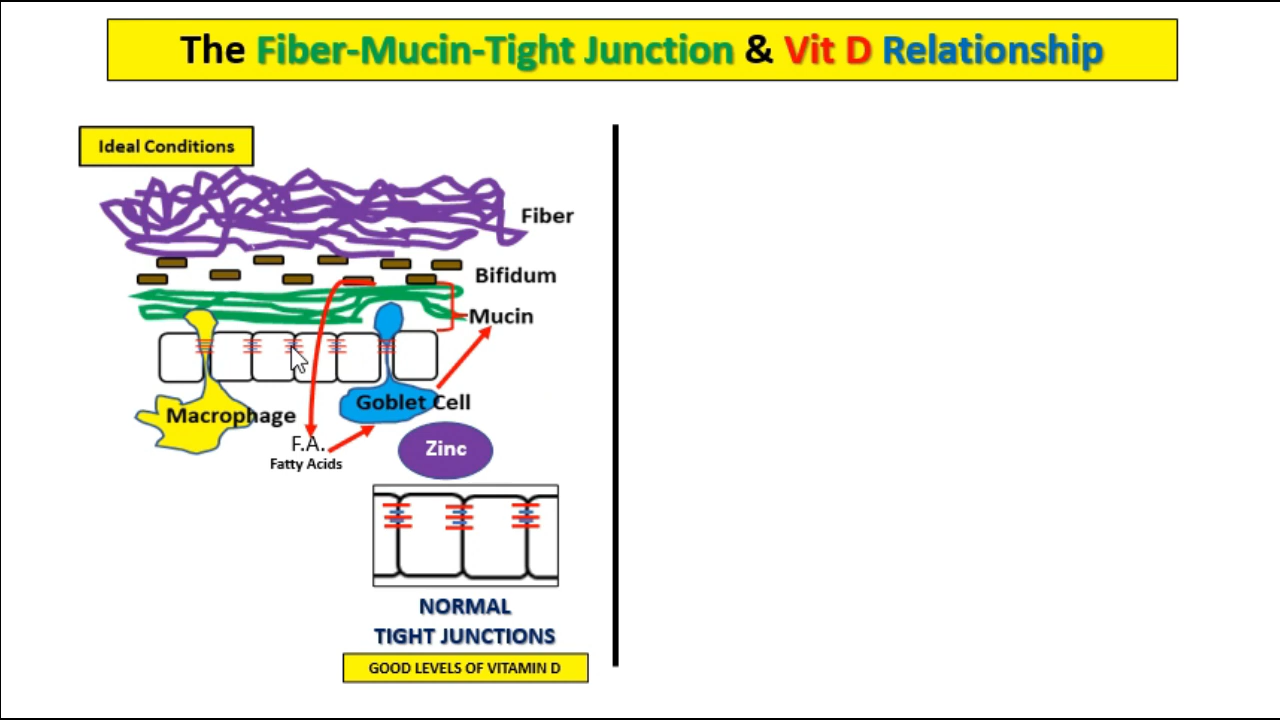 The Fiber-Mucin-Tight Junction & Vit D Relationship
Ideal Conditions
Fiber
Bifidum
Mucin
Macrophage
Goblet Cell
F.A.
Fatty Acids
Zinc
NORMAL
TIGHT JUNCTIONS
GOOD LEVELS OF VITAMIN D